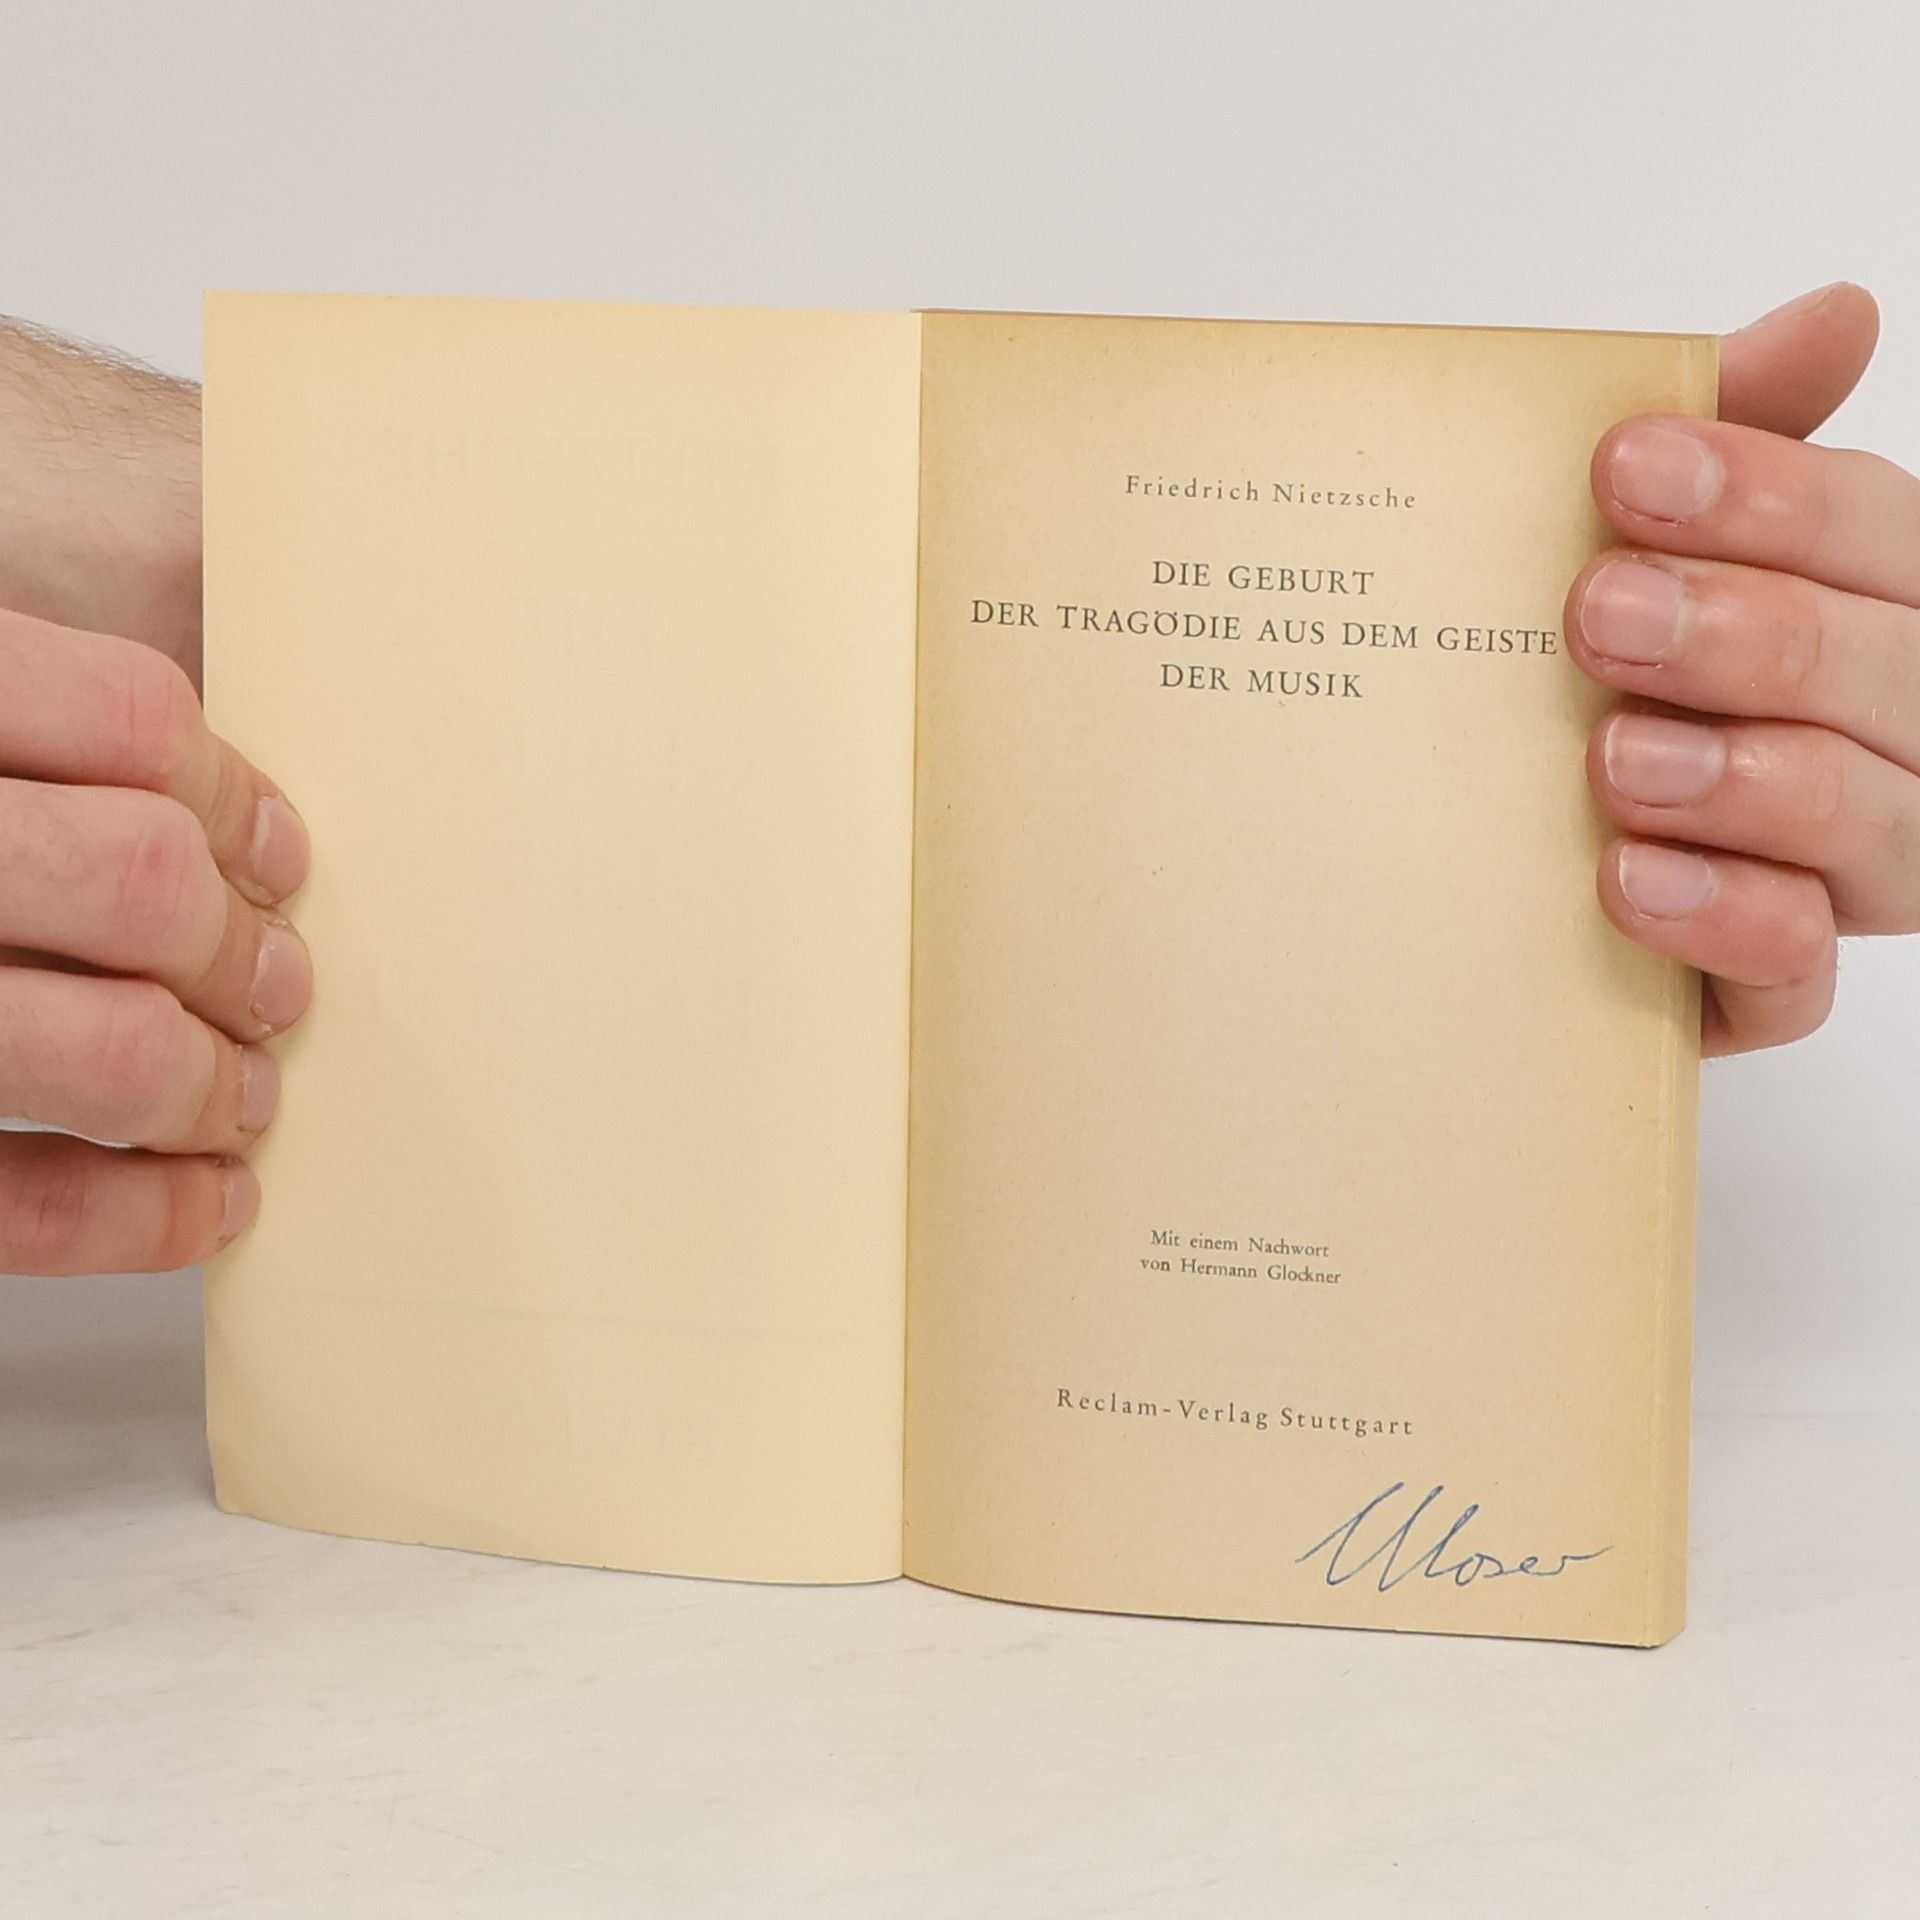 Friedrich Nietzsche
DIE GEBURT
DER TRAGÖDIE AUS DEM GEISTE
DER MUSIK
Mit einem Nachwort
von Hermann Glockner
Reclam-Verlag Stuttgart
Moser